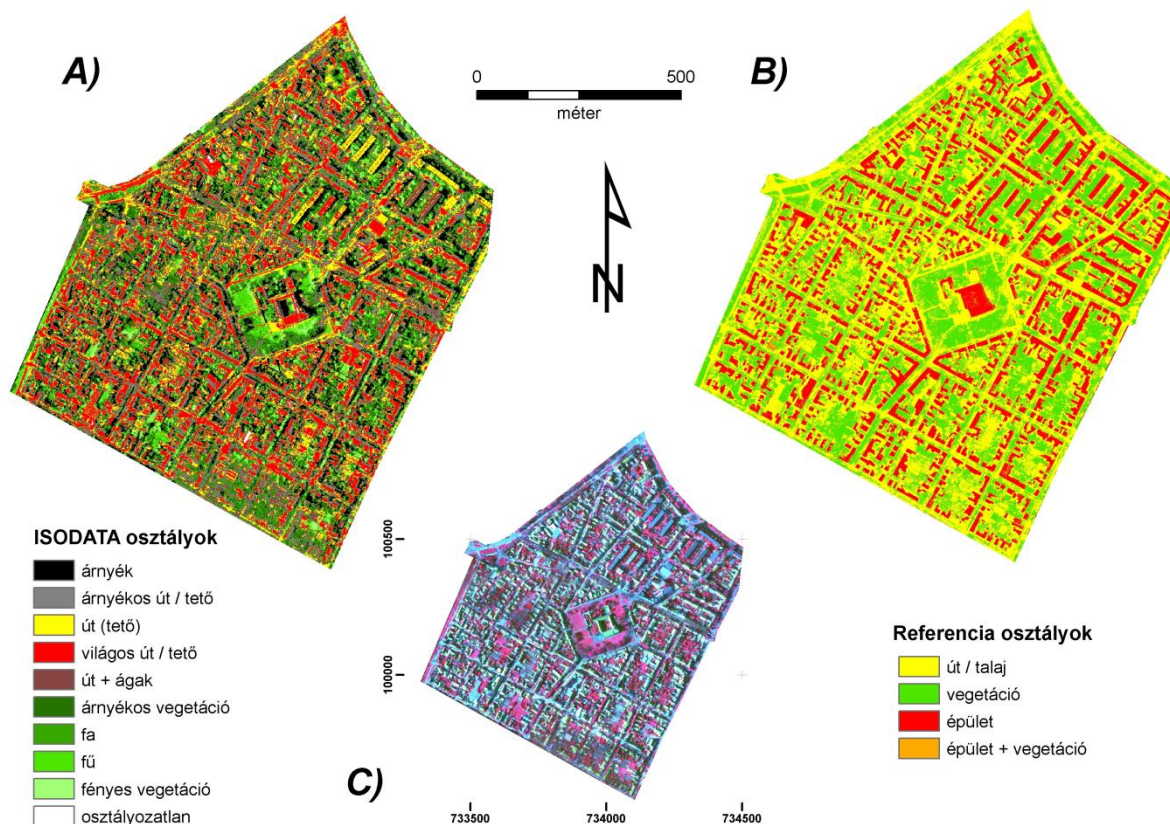 A)
0 500
méter
B)
N
ISODATA osztályok
árnyék
árnyékos út / tető
út (tető)
világos út / tető
út + ágak
árnyékos vegetáció
fa
fű
fényes vegetáció
osztályozatlan
100500
100000
C)
733500 734000 734500
Referencia osztályok
út / talaj
vegetáció
épület
épület + vegetáció